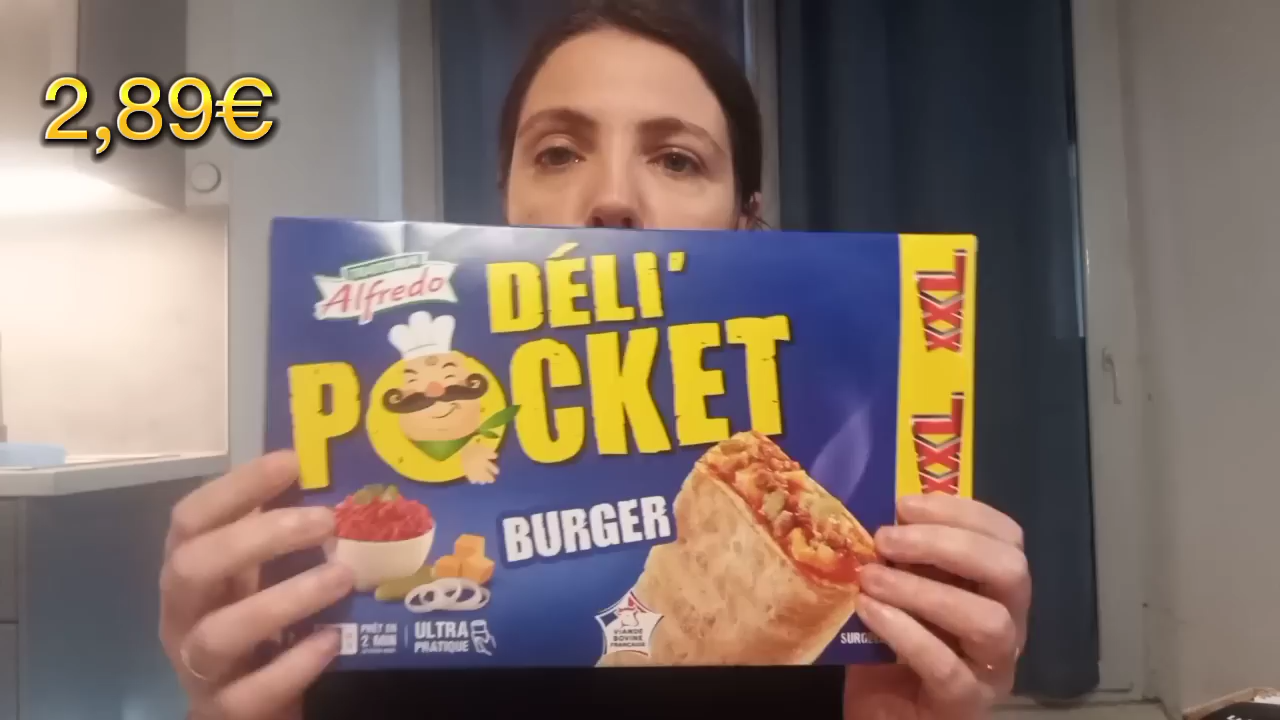 2,89€
Alfredo
DÉLI'
POCKET
BURGER
XXL
XXL
PRÊT EN
2 MIN
ULTRA
PRATIQUE
VIANDE
BOVINE
FRANÇAISE